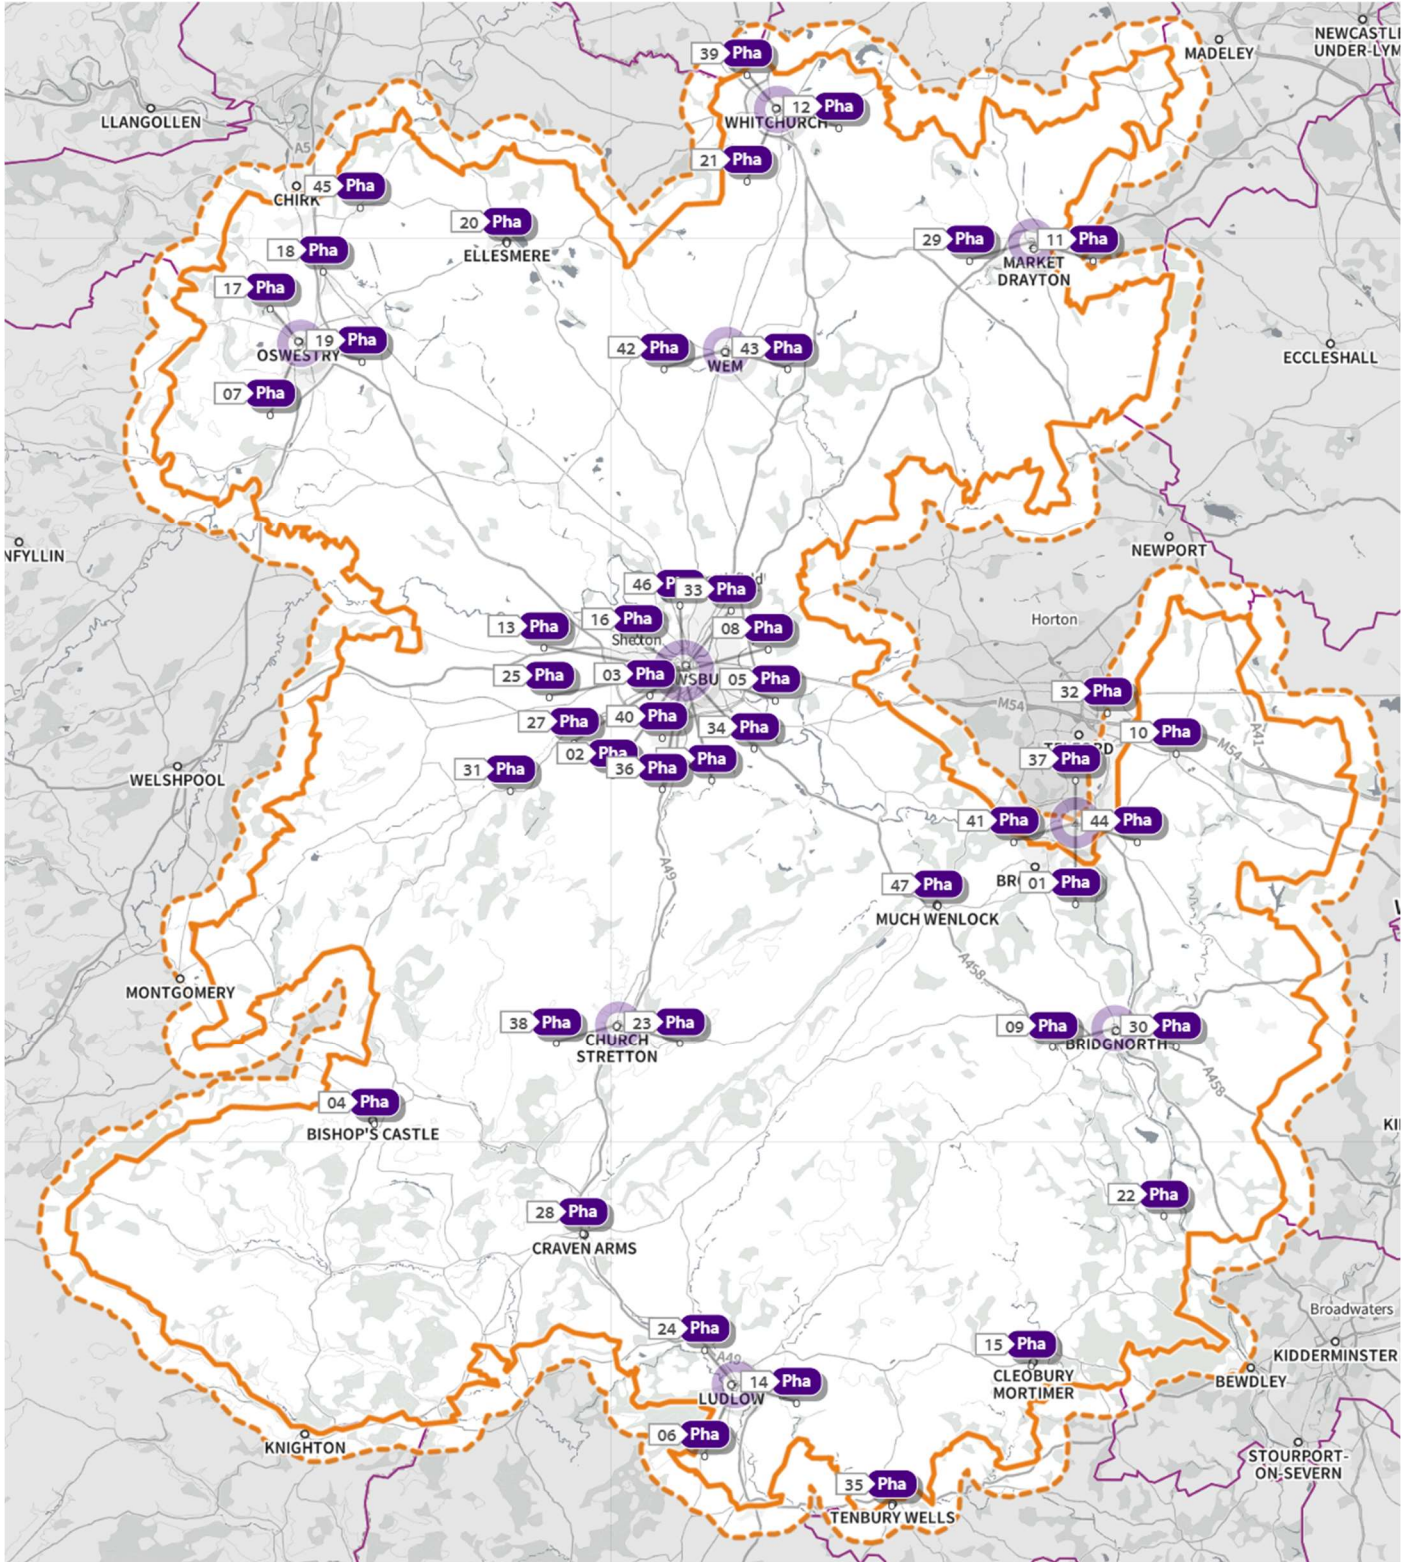 NEWCASTLE
UNDER-LYM
MADELEY
39 Pha
12 Pha
WHITCHURCH
LLANGOLLEN
A5
21 Pha
CHIRK
45 Pha
20 Pha
ELLESMERE
18 Pha
29 Pha
11 Pha
MARKET
DRAYTON
17 Pha
19 Pha
OSWESTRY
42 Pha
43 Pha
WEM
ECCLESHALL
07 Pha
NFYLLIN
NEWPORT
46
33 Pha
16 Pha
Horton
13 Pha
08 Pha
25 Pha
03 Pha
WSBU
05 Pha
32 Pha
M54
27 Pha
40 Pha
34 Pha
10 Pha
A41
M54
02 Pha
36 Pha
Pha
37 Pha
31 Pha
WELSHPOOL
41 Pha
44 Pha
A49
47 Pha
MUCH WENLOCK
BR
01 Pha
A458
MONTGOMERY
38 Pha
23 Pha
CHURCH
STRETTON
09 Pha
30 Pha
BRIDGNORTH
A458
04 Pha
BISHOP'S CASTLE
KI
22 Pha
28 Pha
CRAVEN ARMS
Broadwaters
24 Pha
A49
15 Pha
CLEOBURY
MORTIMER
KIDDERMINSTER
BEWDLEY
14 Pha
LUDLOW
06 Pha
KNIGHTON
STOURPORT-
ON-SEVERN
35 Pha
TENBURY WELLS